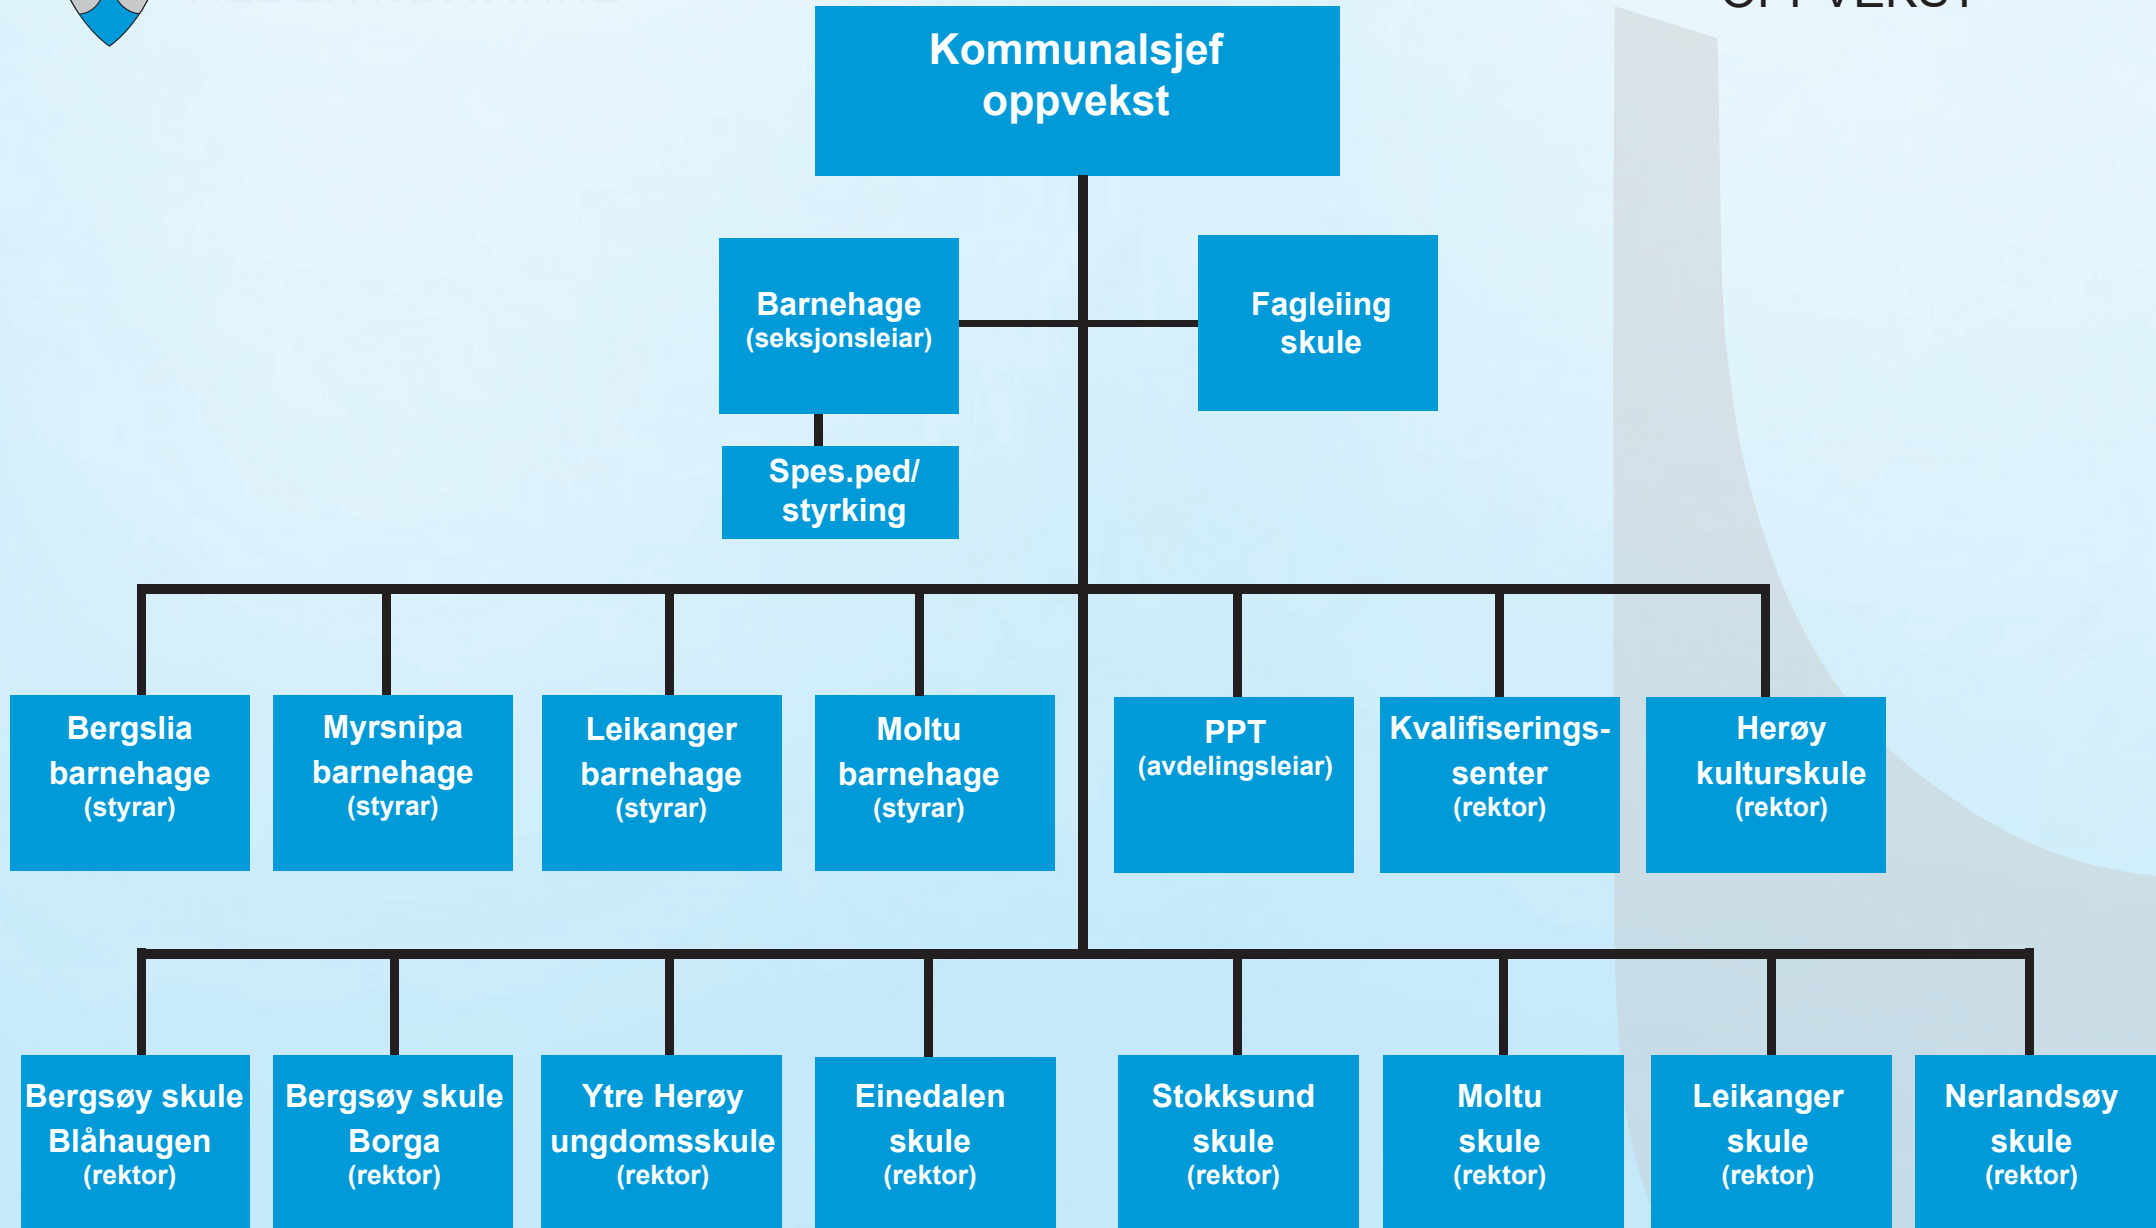 OPPVEKST
Kommunalsjef
oppvekst
Barnehage
(seksjonsleiar)
Fagleiing
skule
Spes.ped/
styrking
Bergslia
barnehage
(styrar)
Myrsnipa
barnehage
(styrar)
Leikanger
barnehage
(styrar)
Moltu
barnehage
(styrar)
PPT
(avdelingsleiar)
Kvalifiserings-
senter
(rektor)
Herøy
kulturskule
(rektor)
Bergsøy skule
Blåhaugen
(rektor)
Bergsøy skule
Borga
(rektor)
Ytre Herøy
ungdomsskule
(rektor)
Einedalen
skule
(rektor)
Stokksund
skule
(rektor)
Moltu
skule
(rektor)
Leikanger
skule
(rektor)
Nerlandsøy
skule
(rektor)